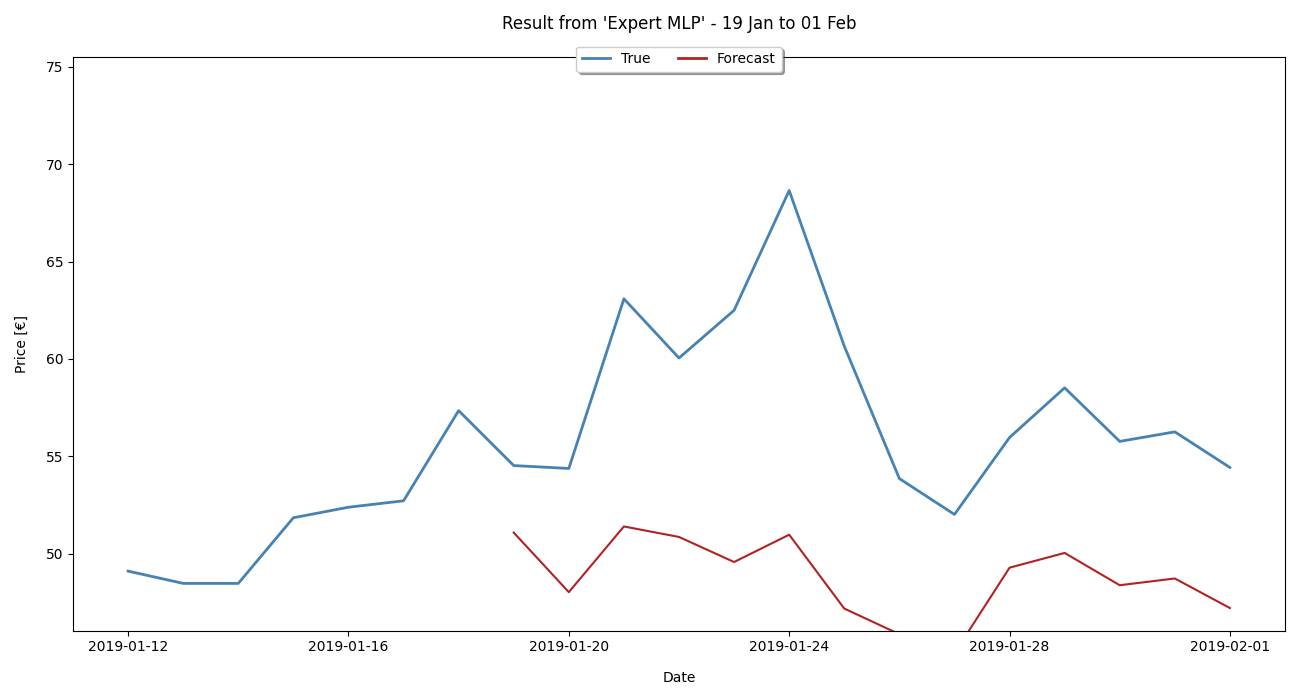 Result from 'Expert MLP' - 19 Jan to 01 Feb
True Forecast
75
70
65
60
55
50
Price [€]
2019-01-12 2019-01-16 2019-01-20 2019-01-24 2019-01-28 2019-02-01
Date